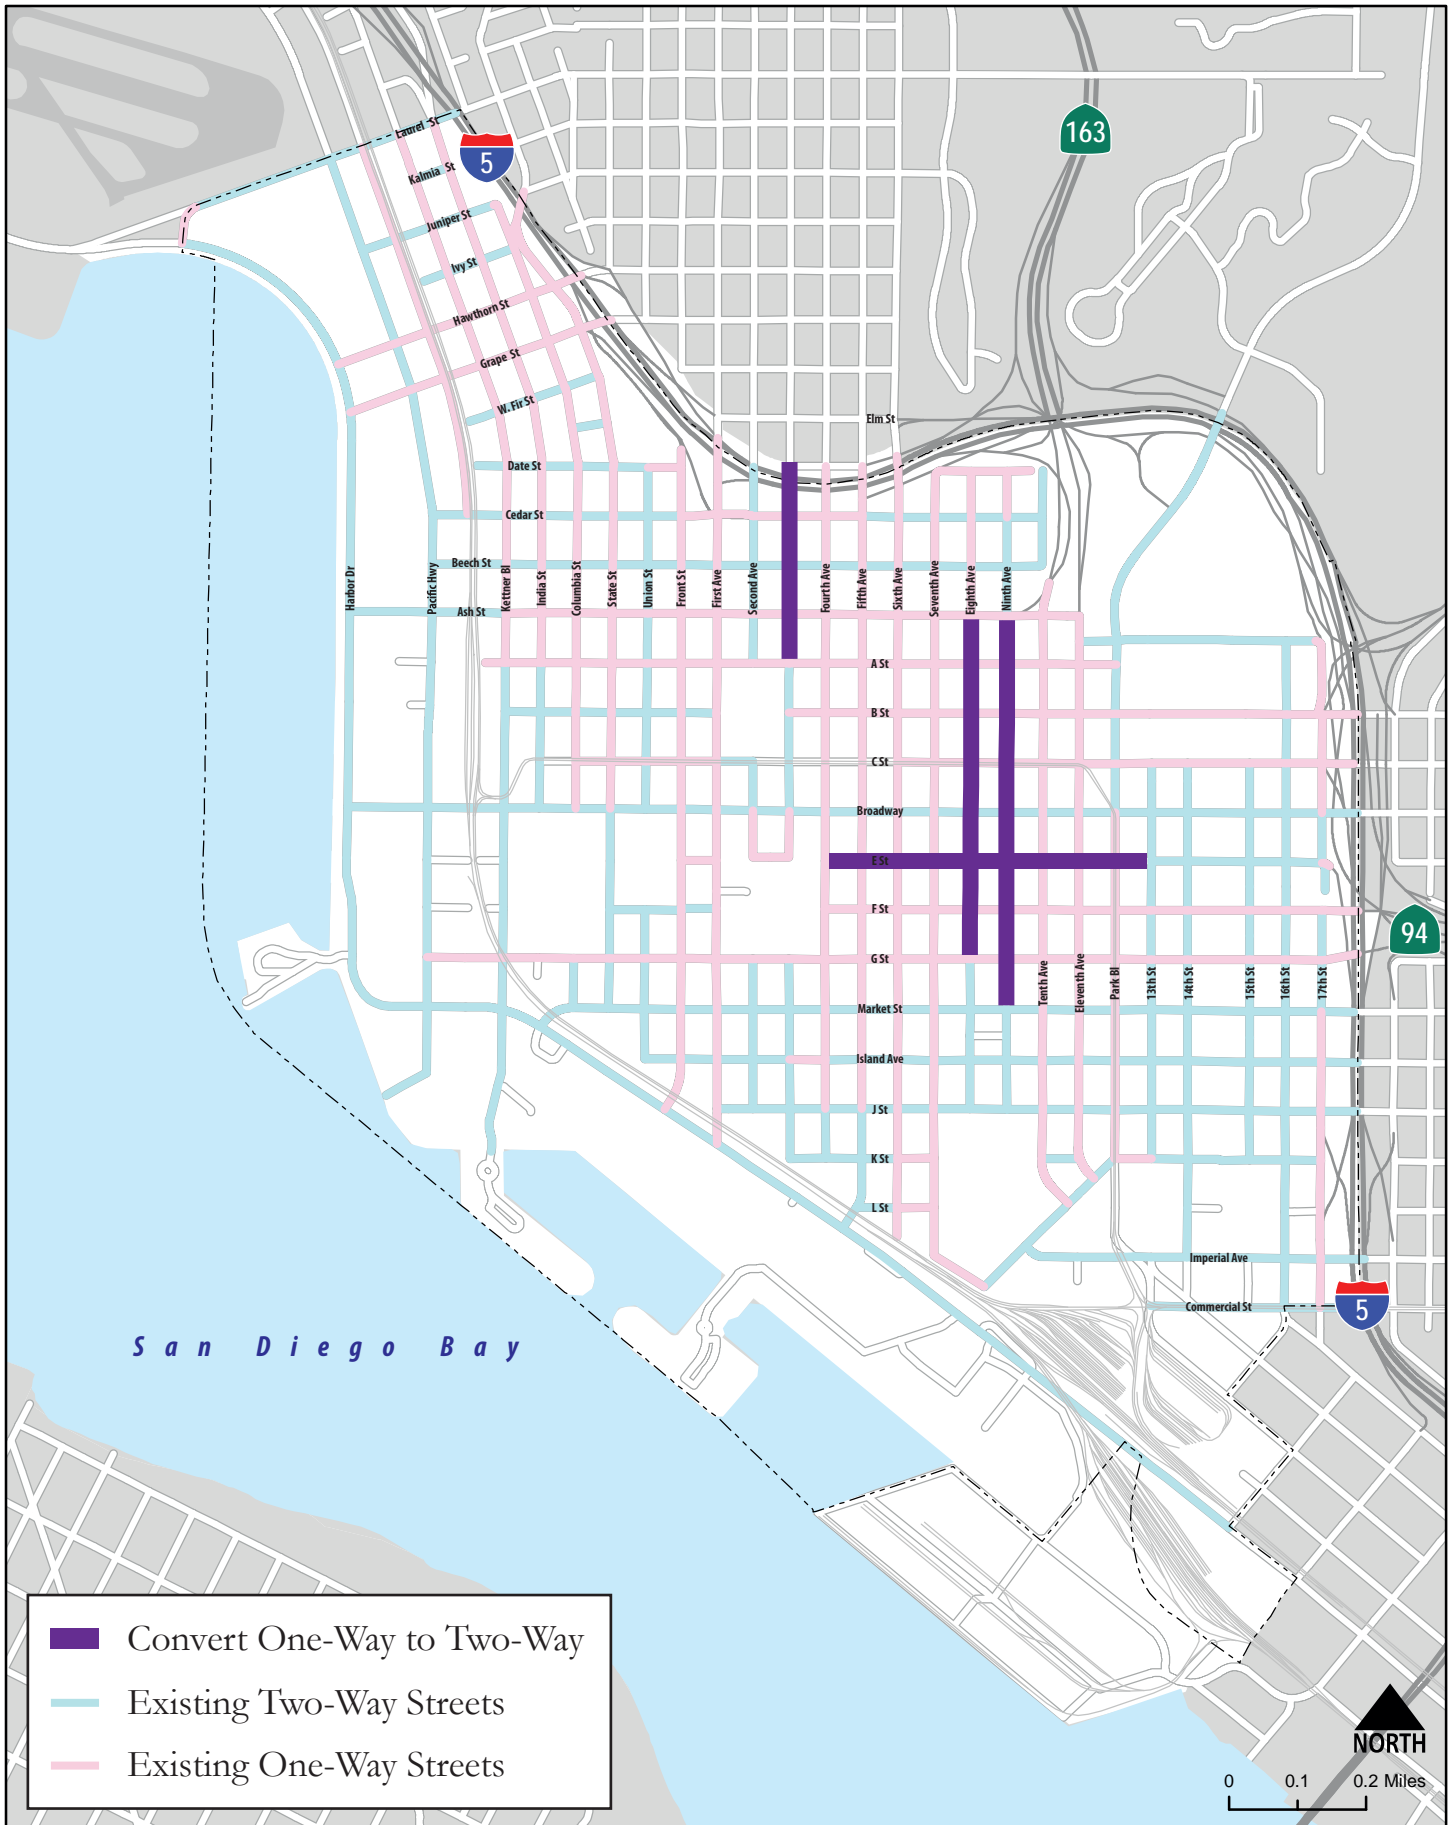 163
Laurel St
5
Kalmia St
Juniper St
Ivy St
Hawthorn St
Grape St
W. Fir St
Elm St
Date St
Cedar St
Beech St
Ash St
Harbor Dr
Pacific Hwy
Kettner Bl
India St
Columbia St
State St
Union St
Front St
First Ave
Second Ave
Fourth Ave
Fifth Ave
Sixth Ave
Seventh Ave
Eighth Ave
Ninth Ave
A St
B St
C St
Broadway
E St
F St
94
G St
Tenth Ave
Eleventh Ave
Park Bl
13th St
14th St
15th St
16th St
17th St
Market St
Island Ave
J St
K St
L St
Imperial Ave
Commercial St
5
San Diego Bay
Convert One-Way to Two-Way
Existing Two-Way Streets
Existing One-Way Streets
NORTH
0 0.1 0.2 Miles